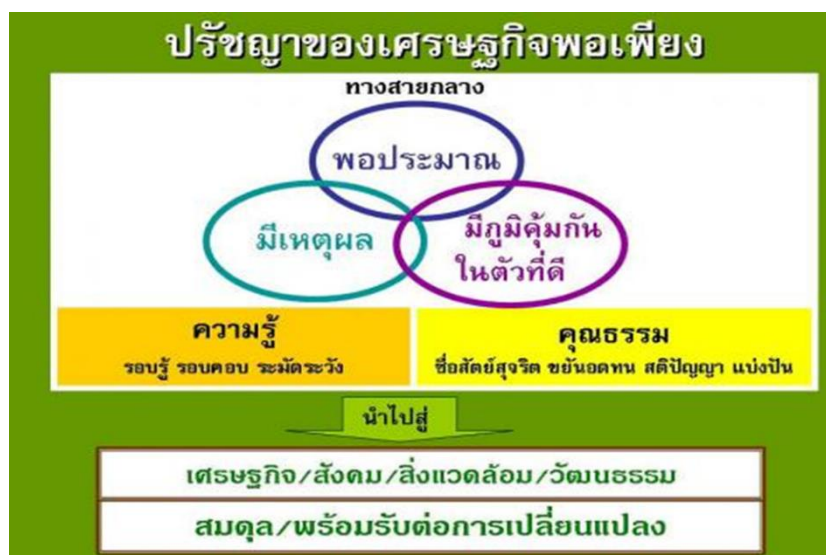 ปรัชญาของเศรษฐกิจพอเพียง
ทางสายกลาง
พอประมาณ
มีเหตุผล
มีภูมิคุ้มกัน
ในตัวที่ดี
ความรู้
รอบรู้ รอบคอบ ระมัดระวัง
คุณธรรม
ซื่อสัตย์สุจริต ขยันอดทน สติปัญญา แบ่งปัน
นำไปสู่
เศรษฐกิจ/สังคม/สิ่งแวดล้อม/วัฒนธรรม
สมดุล/พร้อมรับต่อการเปลี่ยนแปลง